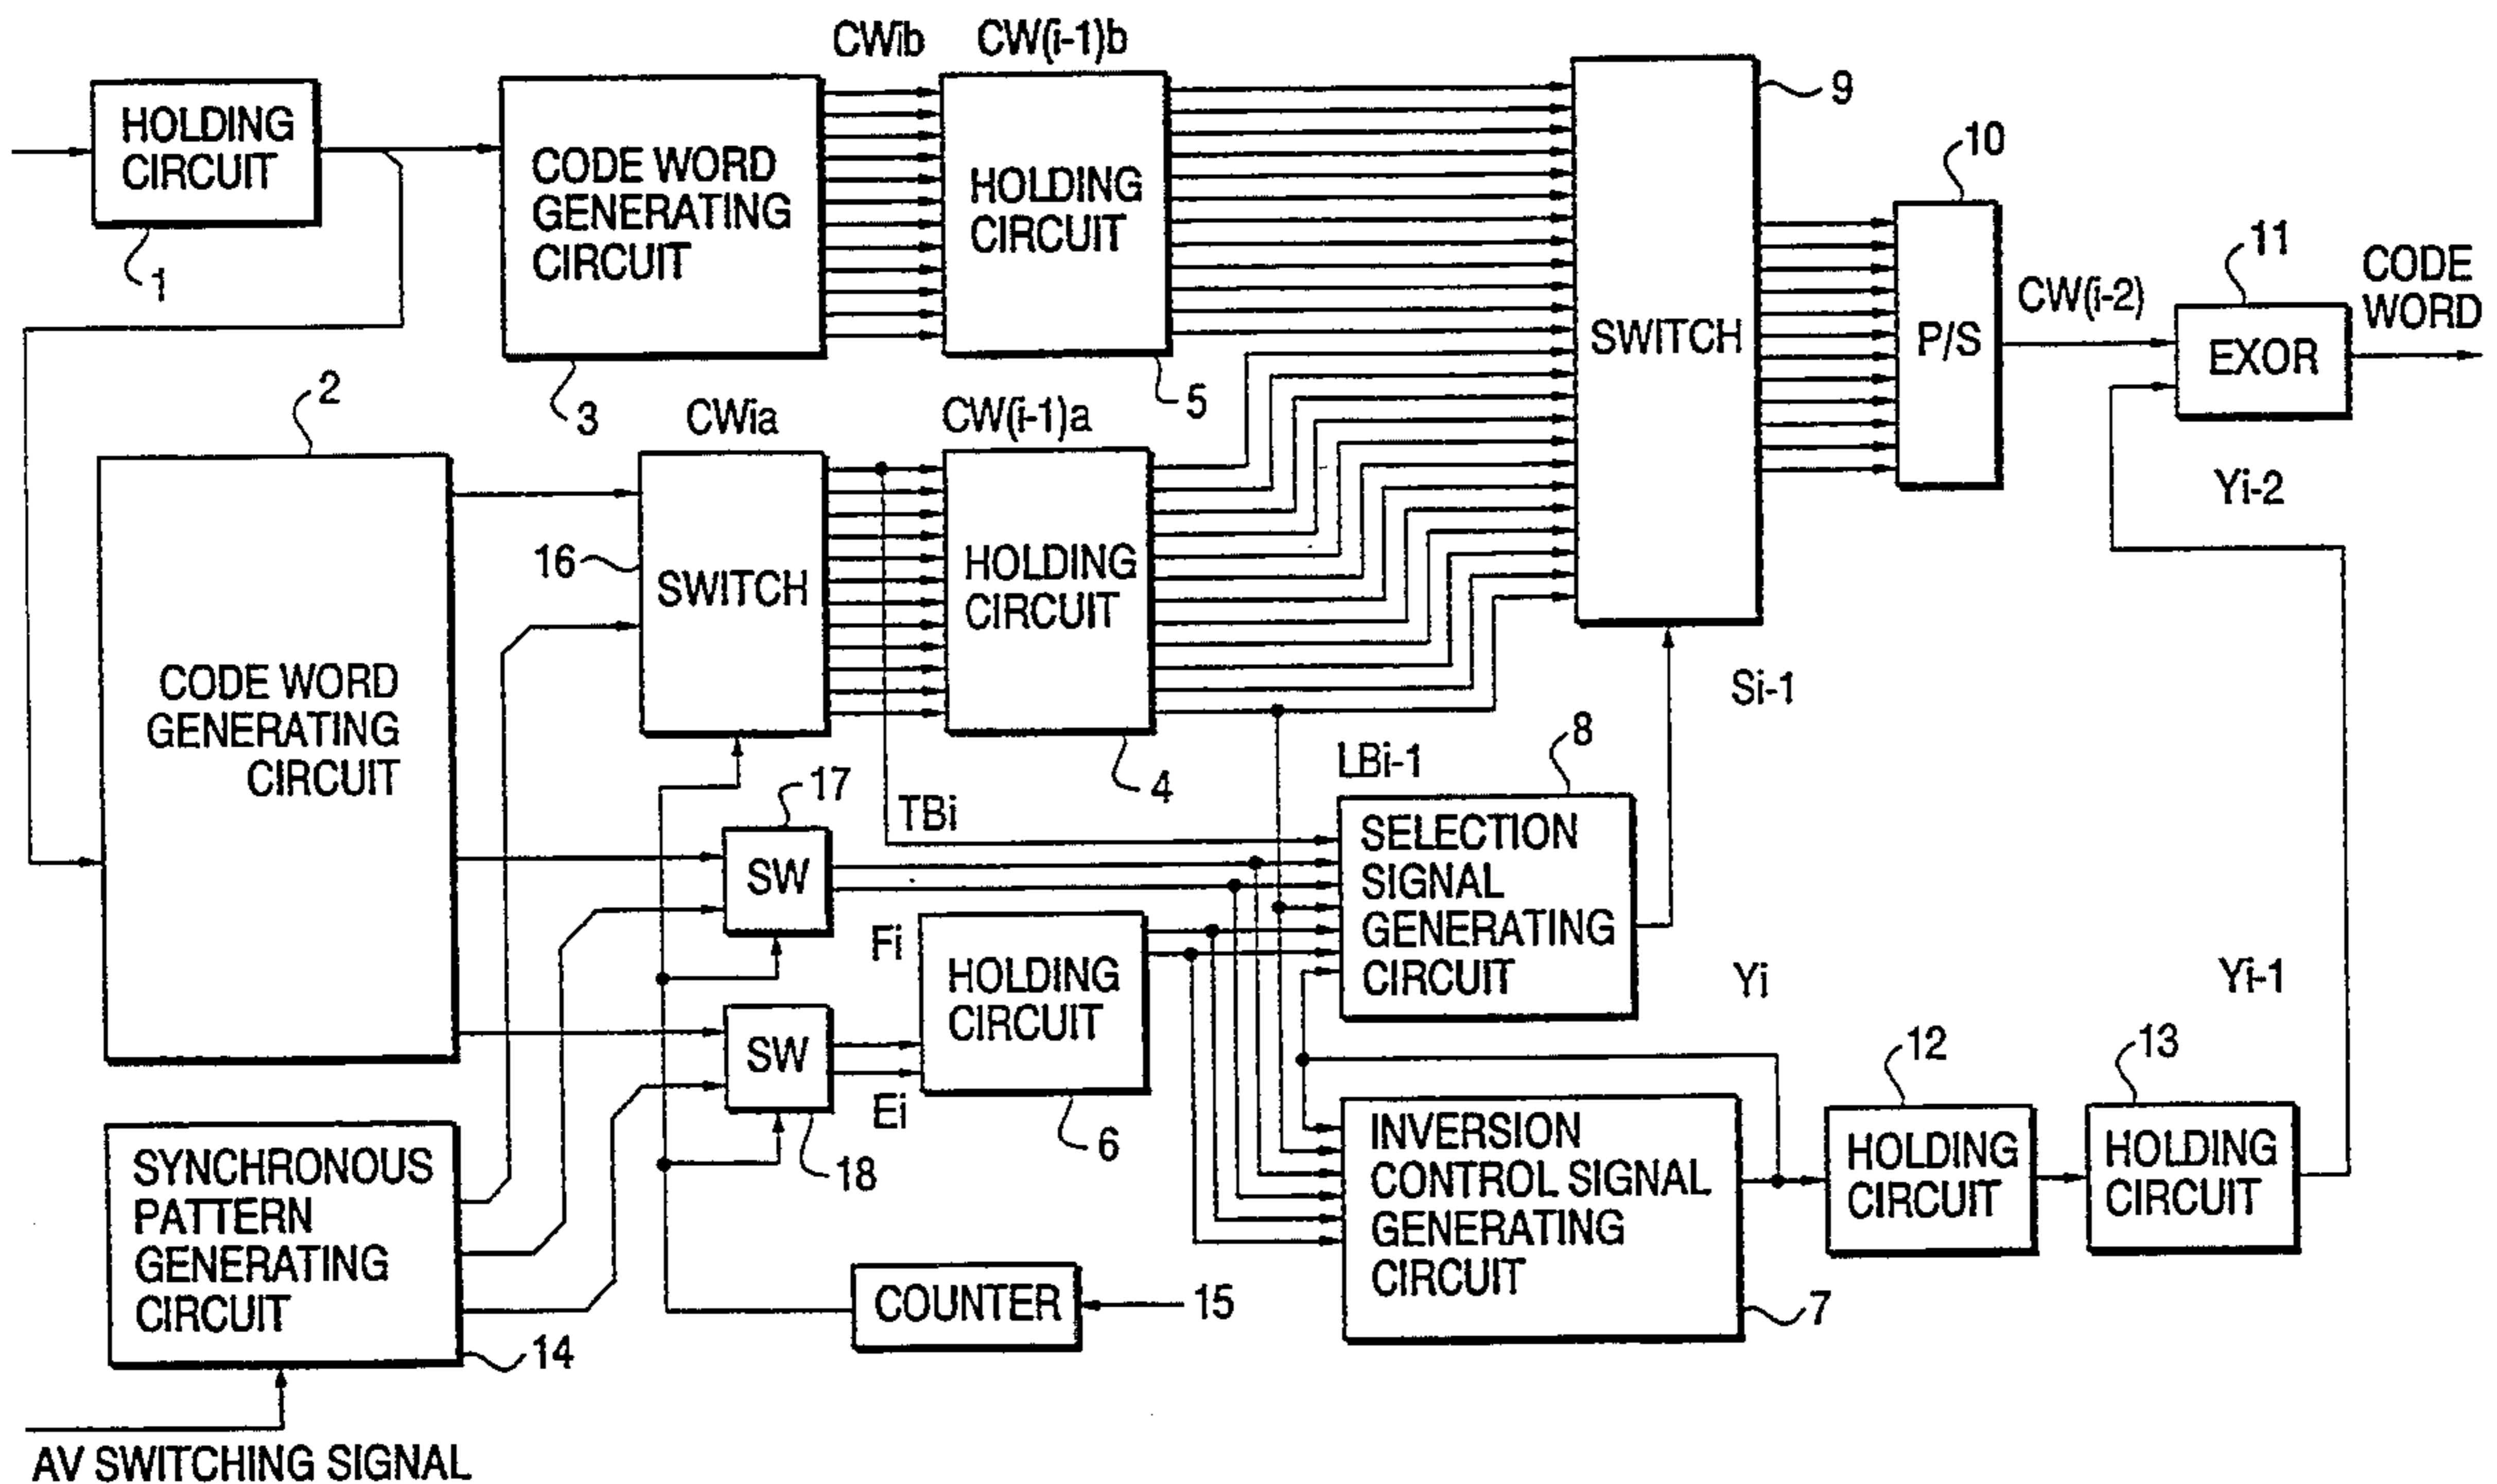 CWib
CW(i-1)b
HOLDING
CIRCUIT
1
CODE WORD
GENERATING
CIRCUIT
3
HOLDING
CIRCUIT
5
SWITCH
9
10
P/S
CW(i-2)
11
EXOR
CODE
WORD
2
CODE WORD
GENERATING
CIRCUIT
CWia
16
SWITCH
CW(i-1)a
HOLDING
CIRCUIT
4
Yi-2
Si-1
17
SW
TBi
LBi-1
8
SELECTION
SIGNAL
GENERATING
CIRCUIT
Fi
HOLDING
CIRCUIT
6
SW
18
Ei
Yi
Yi-1
12
HOLDING
CIRCUIT
13
HOLDING
CIRCUIT
INVERSION
CONTROL SIGNAL
GENERATING
CIRCUIT
7
SYNCHRONOUS
PATTERN
GENERATING
CIRCUIT
14
COUNTER
15
AV SWITCHING SIGNAL